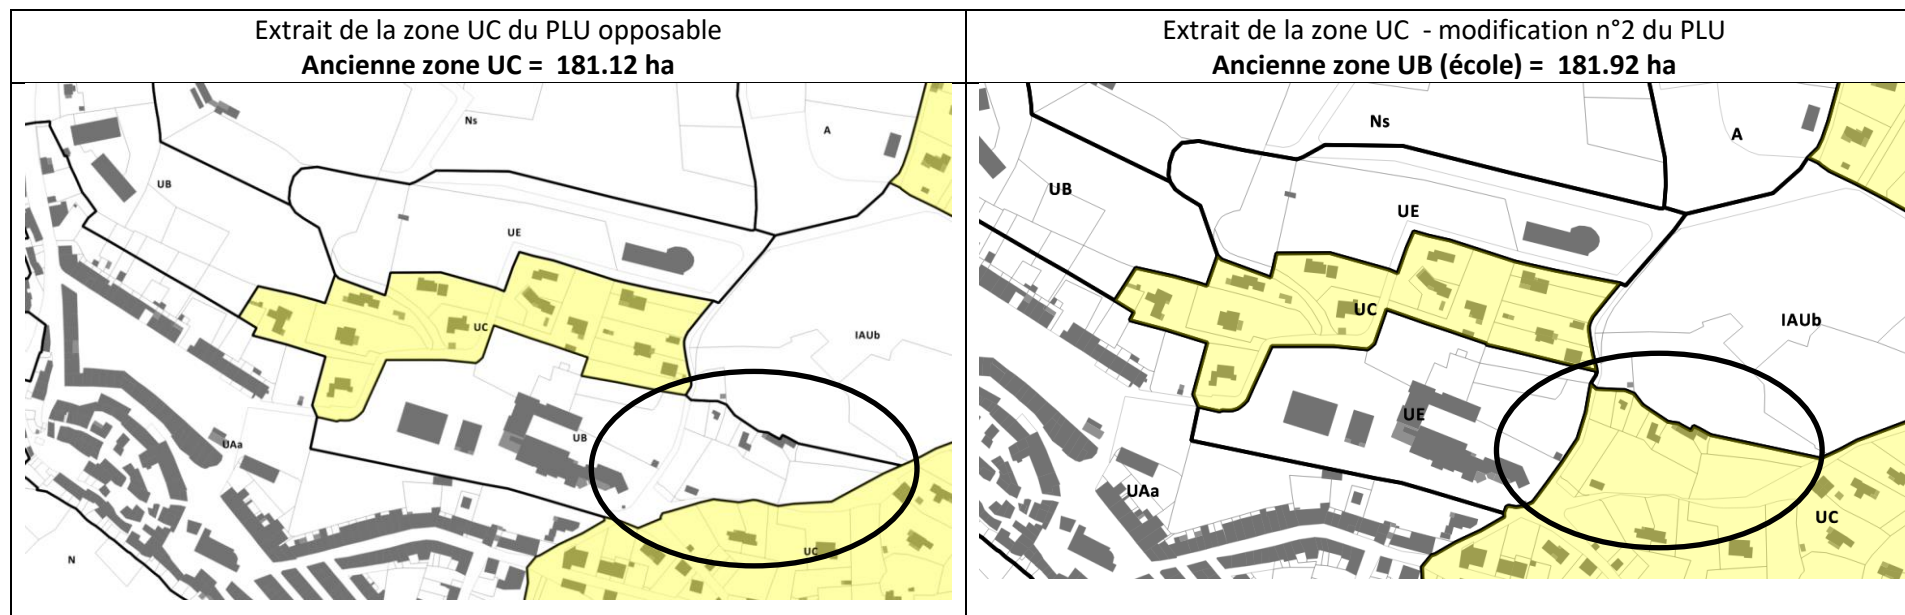 Extrait de la zone UC du PLU opposable
Ancienne zone UC = 181.12 ha
Extrait de la zone UC - modification n°2 du PLU
Ancienne zone UB (école) = 181.92 ha
Ns
A
UB
UE
IAUb
UC
UB
UAa
UC
N
Ns
A
UB
UE
UC
IAUb
UE
UAa
UC